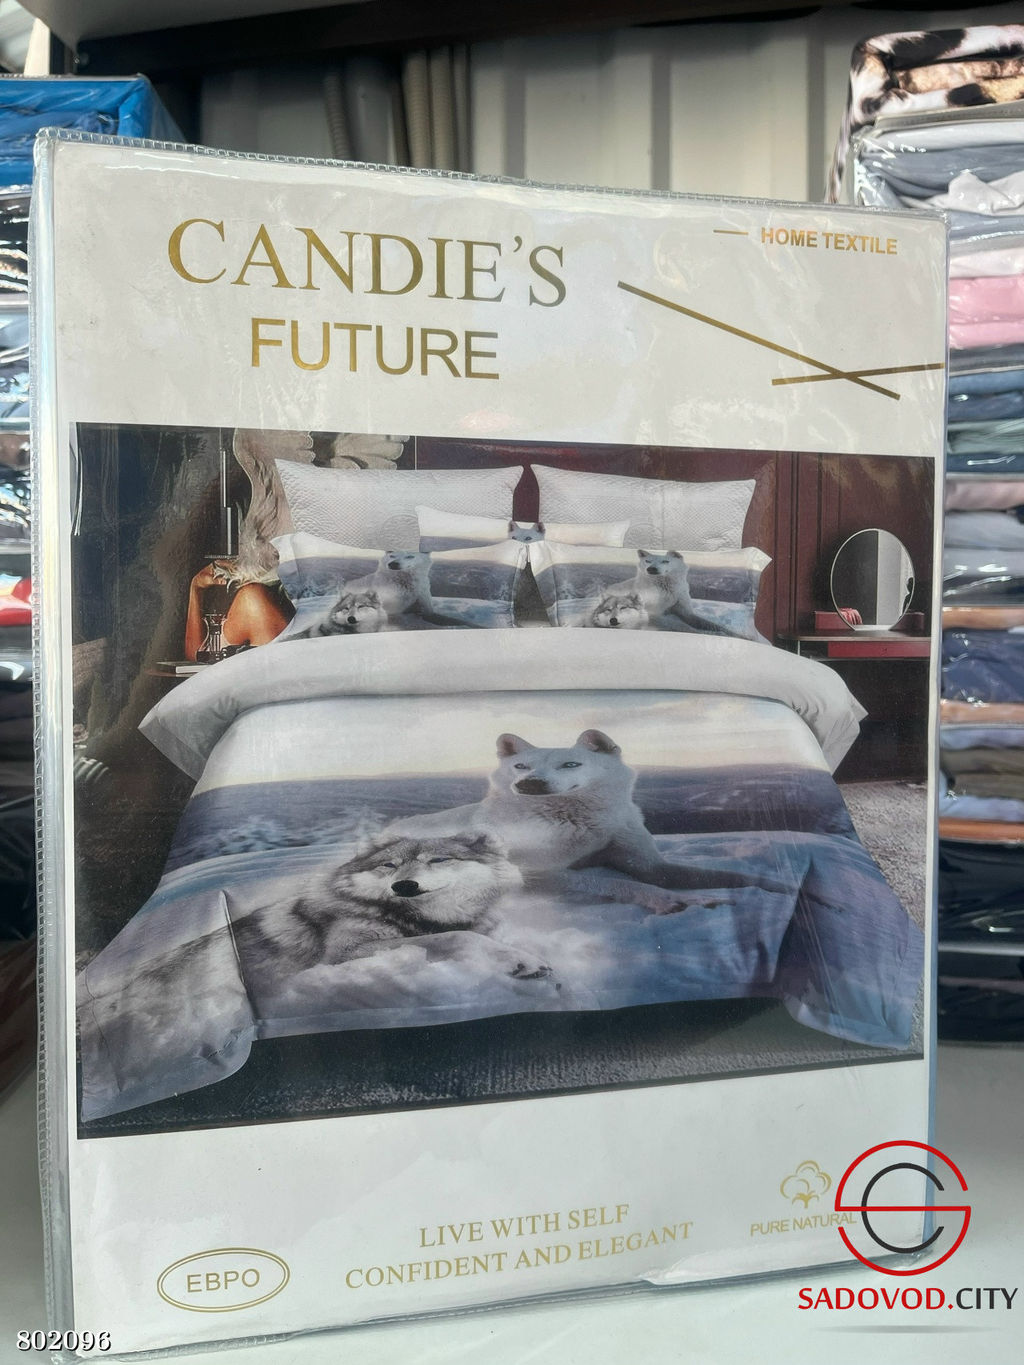 CANDIE'S
FUTURE
HOME TEXTILE
LIVE WITH SELF
CONFIDENT AND ELEGANT
ЕВРО
PURE NATURAL
SADOVOD.CITY
802096